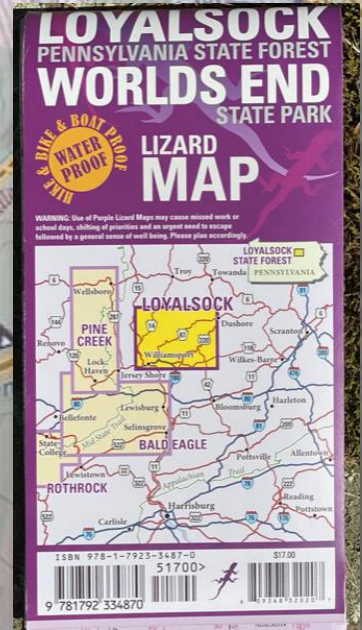 LOYALSOCK
PENNSYLVANIA STATE FOREST
WORLDS END
STATE PARK
HIKE & BIKE & BOAT PROOF
WATER
PROOF
LIZARD
MAP
WARNING: Use of Purple Lizard Maps may cause missed work or
school days, shifting of priorities and an urgent need to escape
followed by a general sense of well being. Please plan accordingly.
LOYALSOCK
STATE FOREST
PENNSYLVANIA
Troy
Towanda
Wellsboro
LOYALSOCK
Dushore
Scranton
PINE
CREEK
Renovo
Williamsport
Wilkes-Barre
Lock
Haven
Jersey Shore
Bloomsburg
Hazleton
Lewisburg
Bellefonte
Selinsgrove
State
College
Mid State Trail
BALD EAGLE
Pottsville
Allentown
Lewistown
ROTHROCK
Appalachian Trail
Reading
Pottstown
Harrisburg
Carlisle
ISBN 978-1-7923-3487-0
$17.00
51700>
9 781792 334870